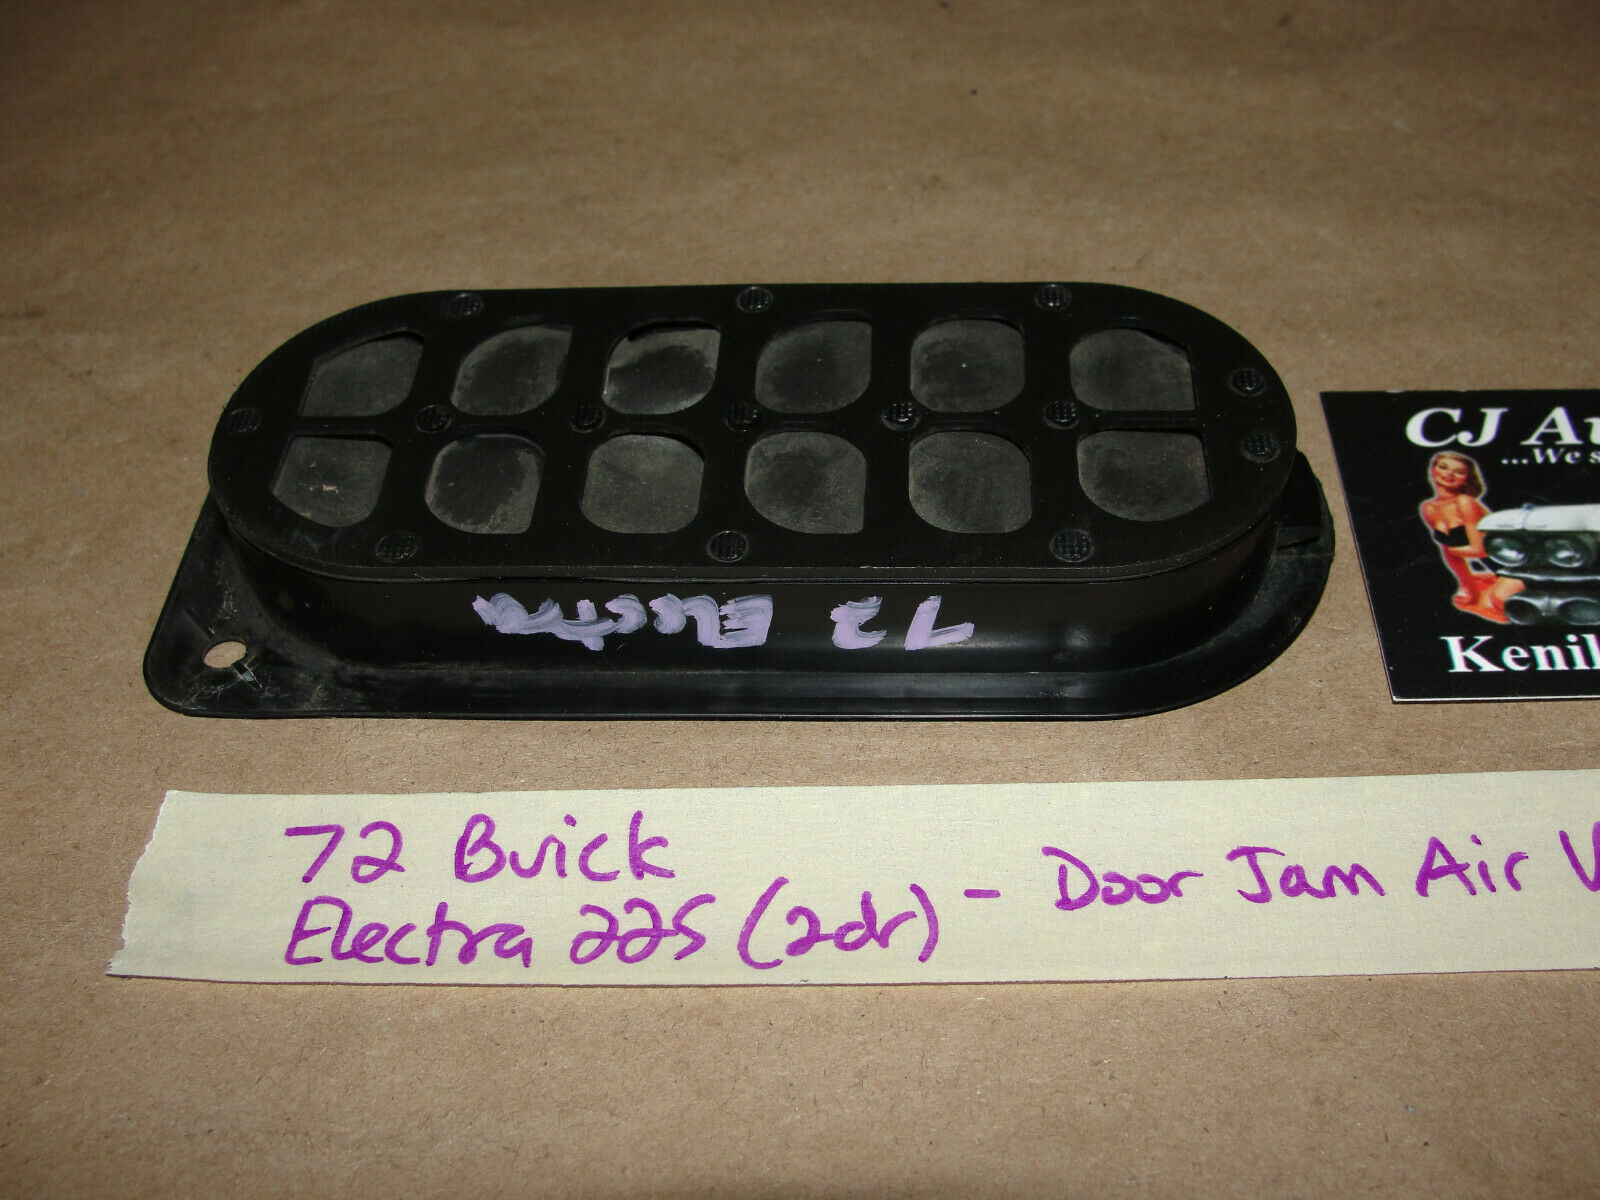 72 Electra
CJ Au
...We s
Kenil
72 Buick
Electra 225 (2dr) - Door Jam Air V